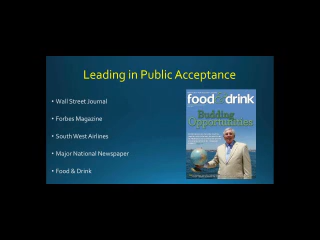 Leading in Public Acceptance
• Wall Street Journal
• Forbes Magazine
• South West Airlines
• Major National Newspaper
• Food & Drink
food drink
Budding
Opportunities